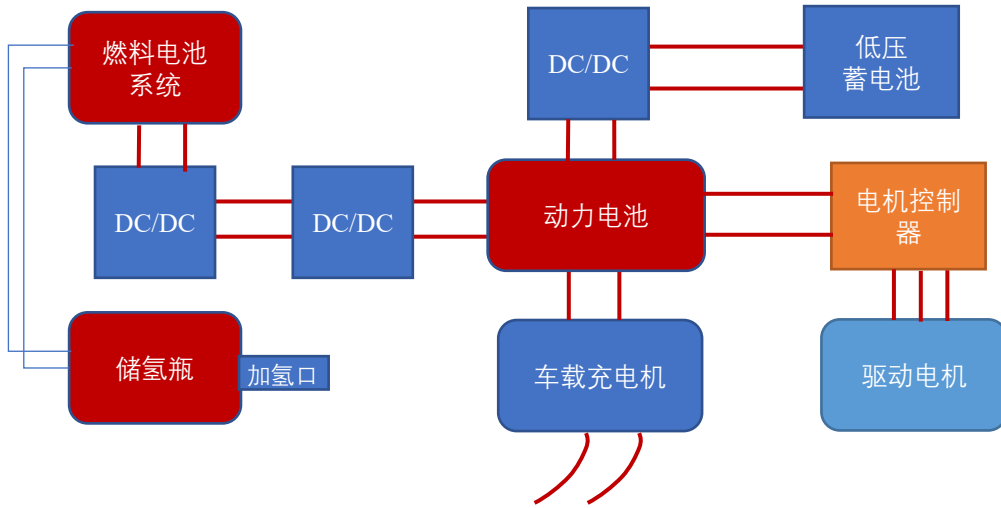 燃料电池
系统
DC/DC
低压
蓄电池
DC/DC
DC/DC
动力电池
电机控制
器
储氢瓶
加氢口
车载充电机
驱动电机